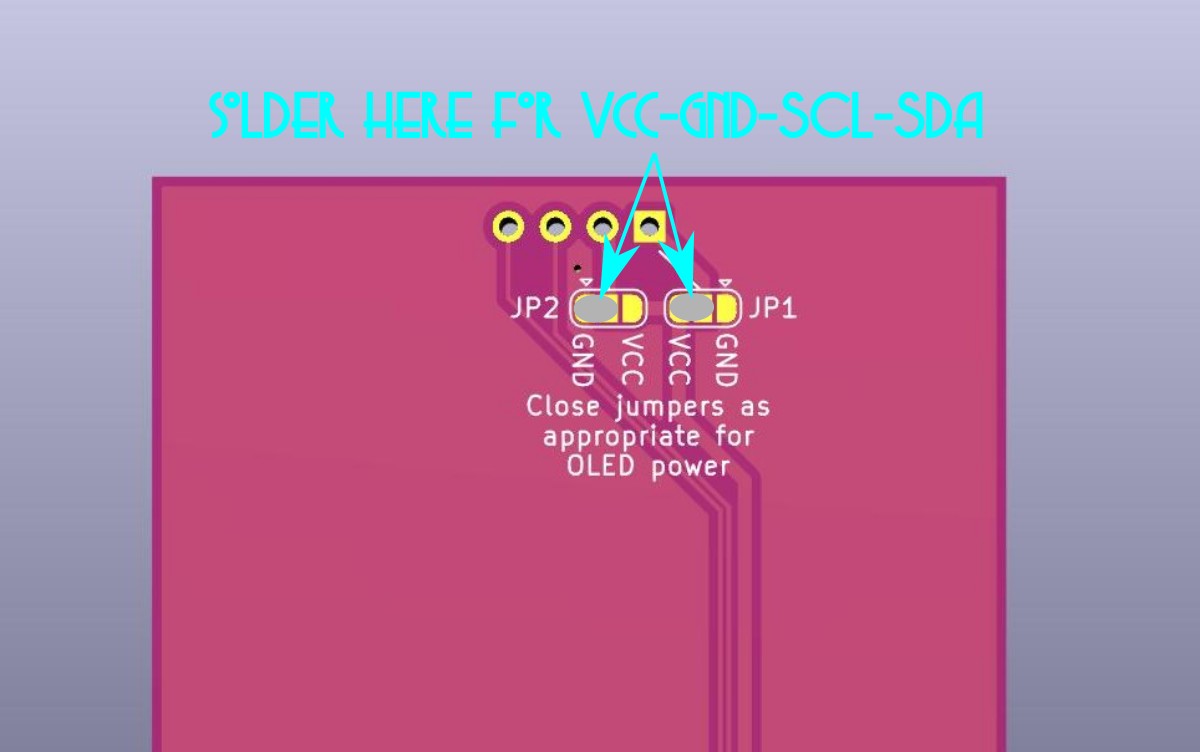 SOLDER HERE FOR VCC-GND-SCL-SDA
JP2
JP1
GND
VCC
VCC
GND
Close jumpers as
appropriate for
OLED power